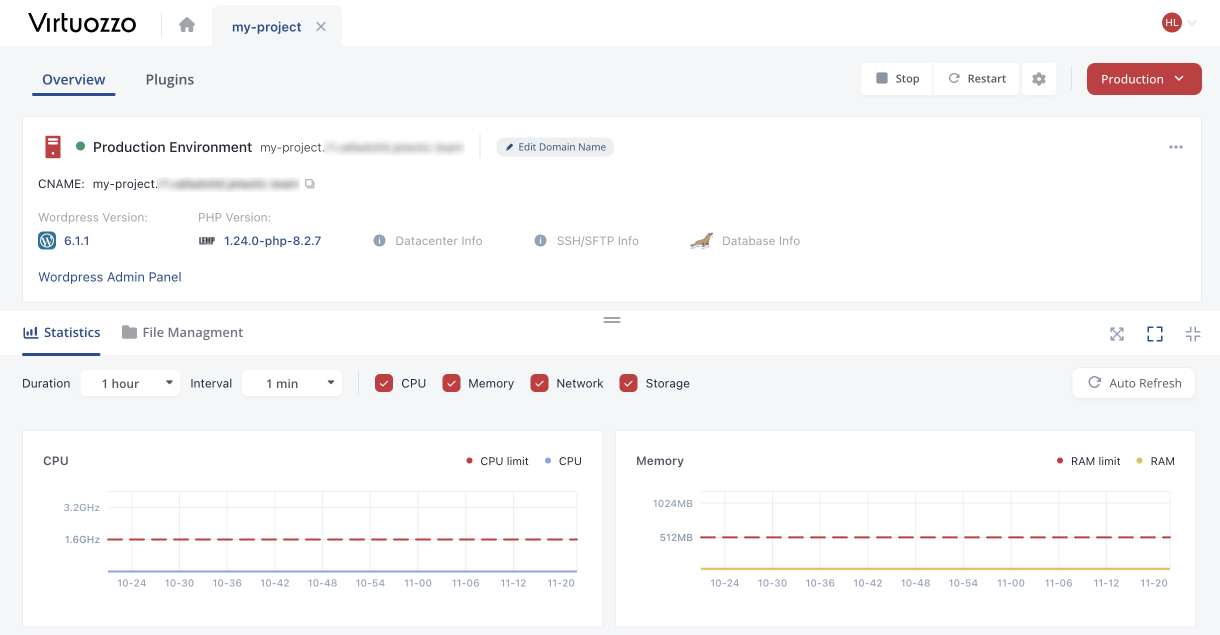 Virtuozzo
my-project
HL
Overview
Plugins
Stop
Restart
Production
Production Environment my-project.
Edit Domain Name
CNAME: my-project.
Wordpress Version:
PHP Version:
6.1.1
LEMP 1.24.0-php-8.2.7
Datacenter Info
SSH/SFTP Info
Database Info
Wordpress Admin Panel
Statistics
File Managment
Duration 1 hour Interval 1 min CPU Memory Network Storage
Auto Refresh
CPU
CPU limit CPU
3.2GHz
1.6GHz
10-24 10-30 10-36 10-42 10-48 10-54 11-00 11-06 11-12 11-20
Memory
RAM limit RAM
1024MB
512MB
10-24 10-30 10-36 10-42 10-48 10-54 11-00 11-06 11-12 11-20